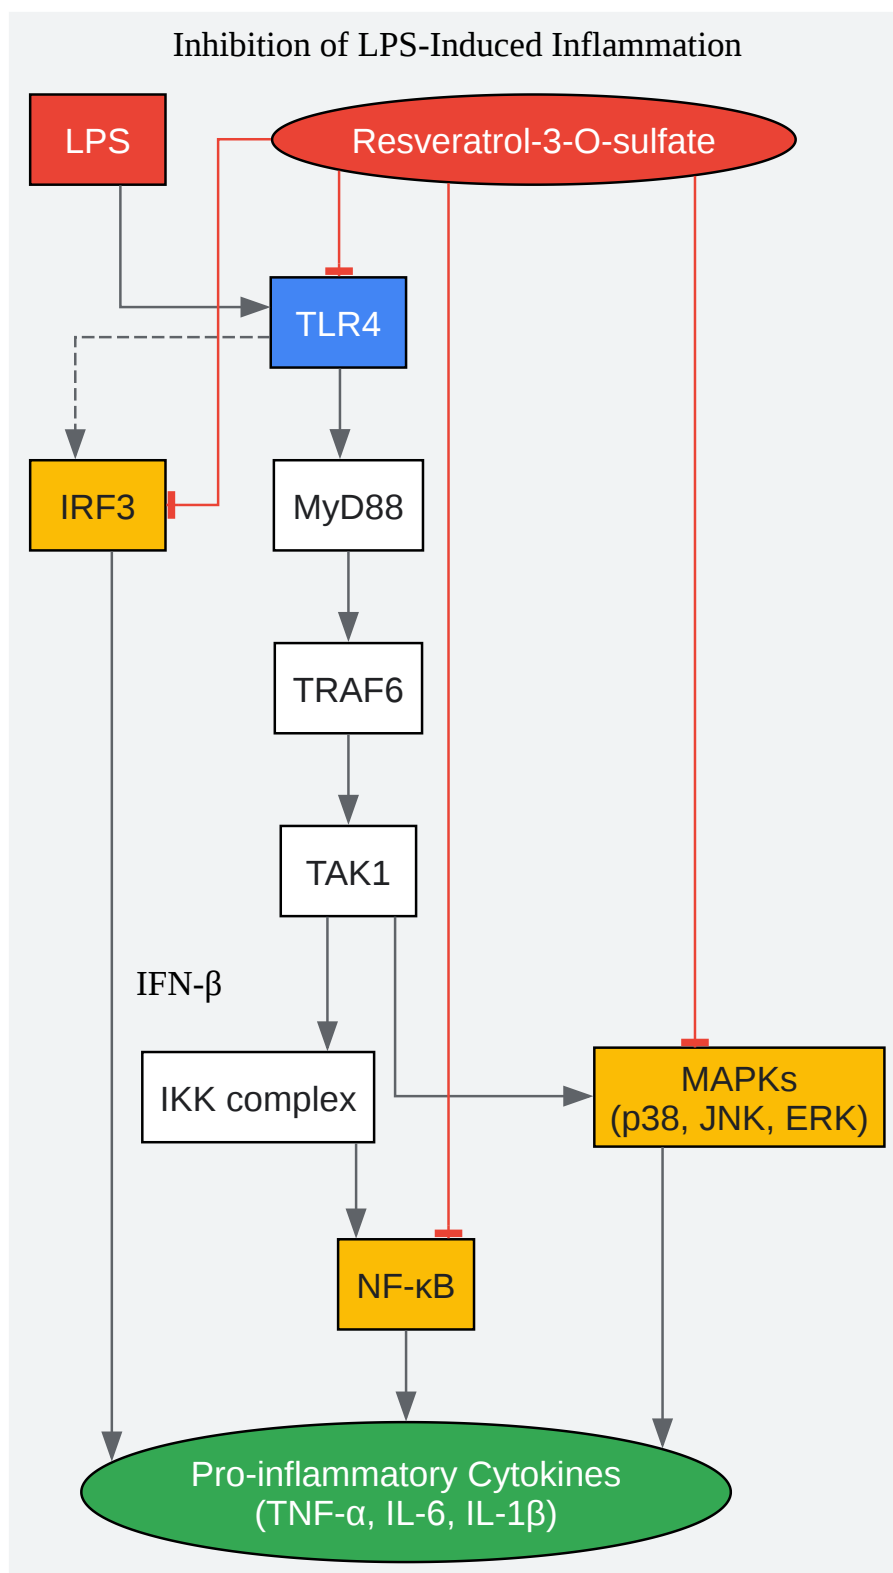 Inhibition of LPS-Induced Inflammation
LPS
Resveratrol-3-O-sulfate
TLR4
IRF3
MyD88
TRAF6
TAK1
IFN-β
IKK complex
MAPKs
(p38, JNK, ERK)
NF-κB
Pro-inflammatory Cytokines
(TNF-α, IL-6, IL-1β)